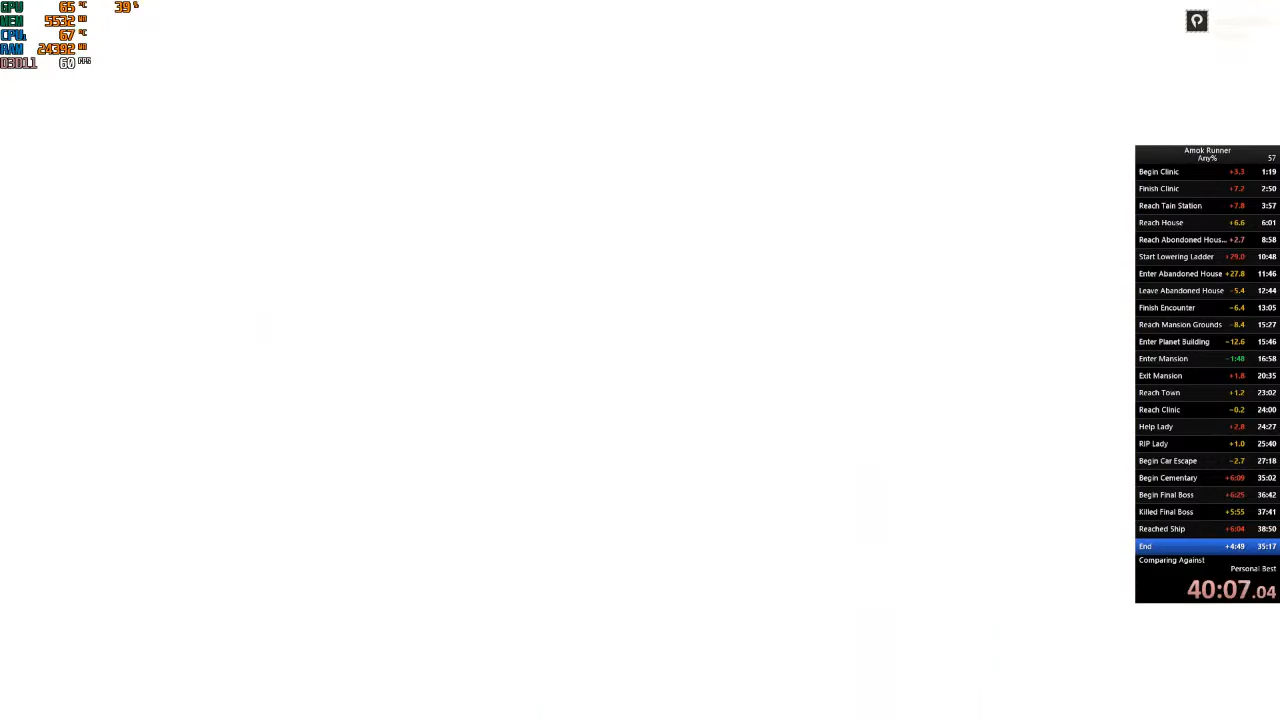 GPU 65 °C 39 %
MEM 5532 MB
CPU1 67 °C
RAM 24392 MB
D3D11 60 FPS
Amok Runner
Any% 57
Begin Clinic +3.3 1:19
Finish Clinic +7.2 2:50
Reach Tain Station +7.8 3:57
Reach House +6.6 6:01
Reach Abondoned Hous... +2.7 8:58
Start Lowering Ladder +29.0 10:48
Enter Abandoned House +27.8 11:46
Leave Abandoned House -5.4 12:44
Finish Encounter -6.4 13:05
Reach Mansion Grounds -8.4 15:27
Enter Planet Building -12.6 15:46
Enter Mansion -1:48 16:58
Exit Mansion +1.8 20:35
Reach Town +1.2 23:02
Reach Clinic -0.2 24:00
Help Lady +2.8 24:27
RIP Lady +1.0 25:40
Begin Car Escape -2.7 27:18
Begin Cementary +6:09 35:02
Begin Final Boss +6:25 36:42
Killed Final Boss +5:55 37:41
Reached Ship +6:04 38:50
End +4:49 35:17
Comparing Against
Personal Best
40:07.04